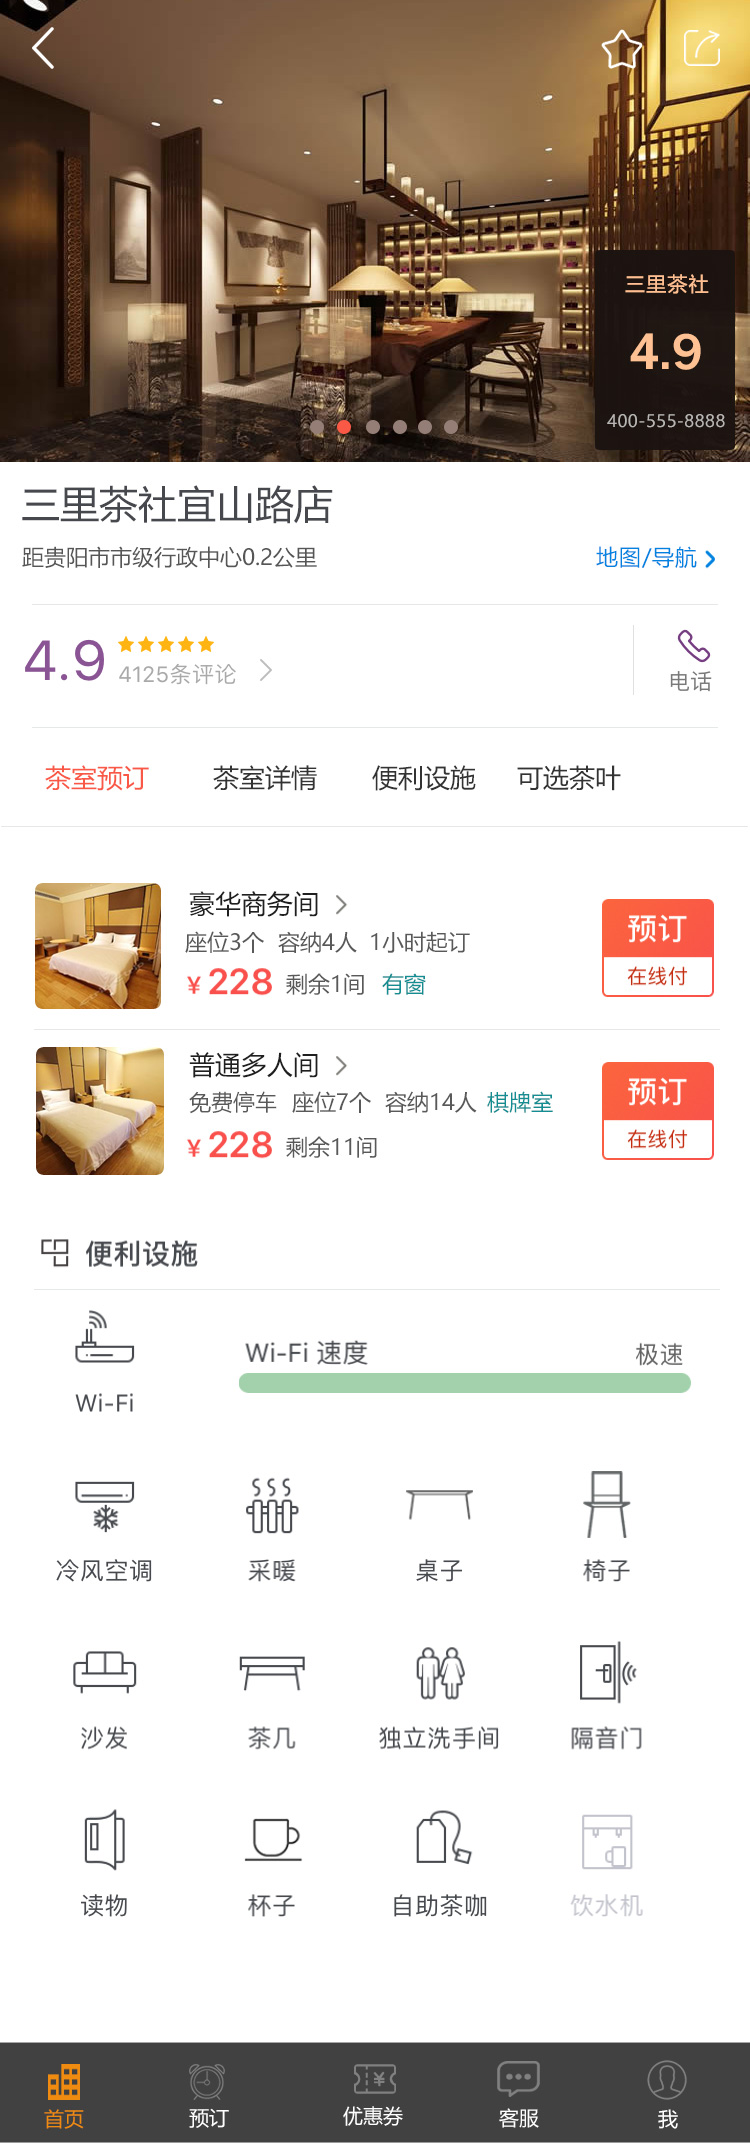 三里茶社
4.9
400-555-8888
三里茶社宜山路店
距贵阳市市级行政中心0.2公里
地图/导航
4.9
4125条评论
电话
茶室预订 茶室详情 便利设施 可选茶叶
豪华商务间
座位3个 容纳4人 1小时起订
¥ 228 剩余1间 有窗
预订
在线付
普通多人间
免费停车 座位7个 容纳14人 棋牌室
¥ 228 剩余11间
预订
在线付
便利设施
Wi-Fi
Wi-Fi 速度 极速
冷风空调 采暖 桌子 椅子
沙发 茶几 独立洗手间 隔音门
读物 杯子 自助茶咖 饮水机
首页 预订 优惠券 客服 我